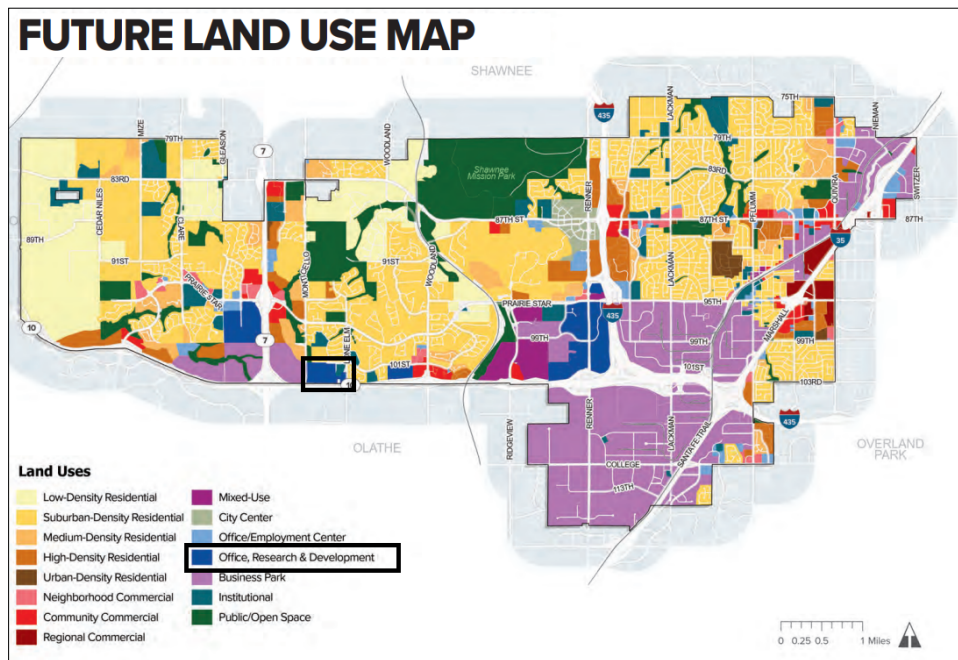 FUTURE LAND USE MAP
SHAWNEE
75TH
MIZE
79TH
GLEASON
7
WOODLAND
435
LACKMAN
NIEMAN
79TH
Shawnee
Mission Park
83RD
83RD
RENNER
PFLUMM
QUIVIRA
SWITZER
CEDAR NILES
CLARE
87TH ST
87TH ST
87TH
89TH
MONTICELLO
WOODLAND
35
91ST
91ST
LACKMAN
PRAIRIE STAR
PRAIRIE STAR
95TH
MARSHALL
10
7
LONE ELM
99TH
435
99TH
99TH
101ST
101ST
103RD
10
OLATHE
RIDGEVIEW
RENNER
LACKMAN
SANTA FE TRAIL
435
OVERLAND
PARK
COLLEGE
113TH
Land Uses
Low-Density Residential
Suburban-Density Residential
Medium-Density Residential
High-Density Residential
Urban-Density Residential
Neighborhood Commercial
Community Commercial
Regional Commercial
Mixed-Use
City Center
Office/Employment Center
Office, Research & Development
Business Park
Institutional
Public/Open Space
0 0.25 0.5 1 Miles